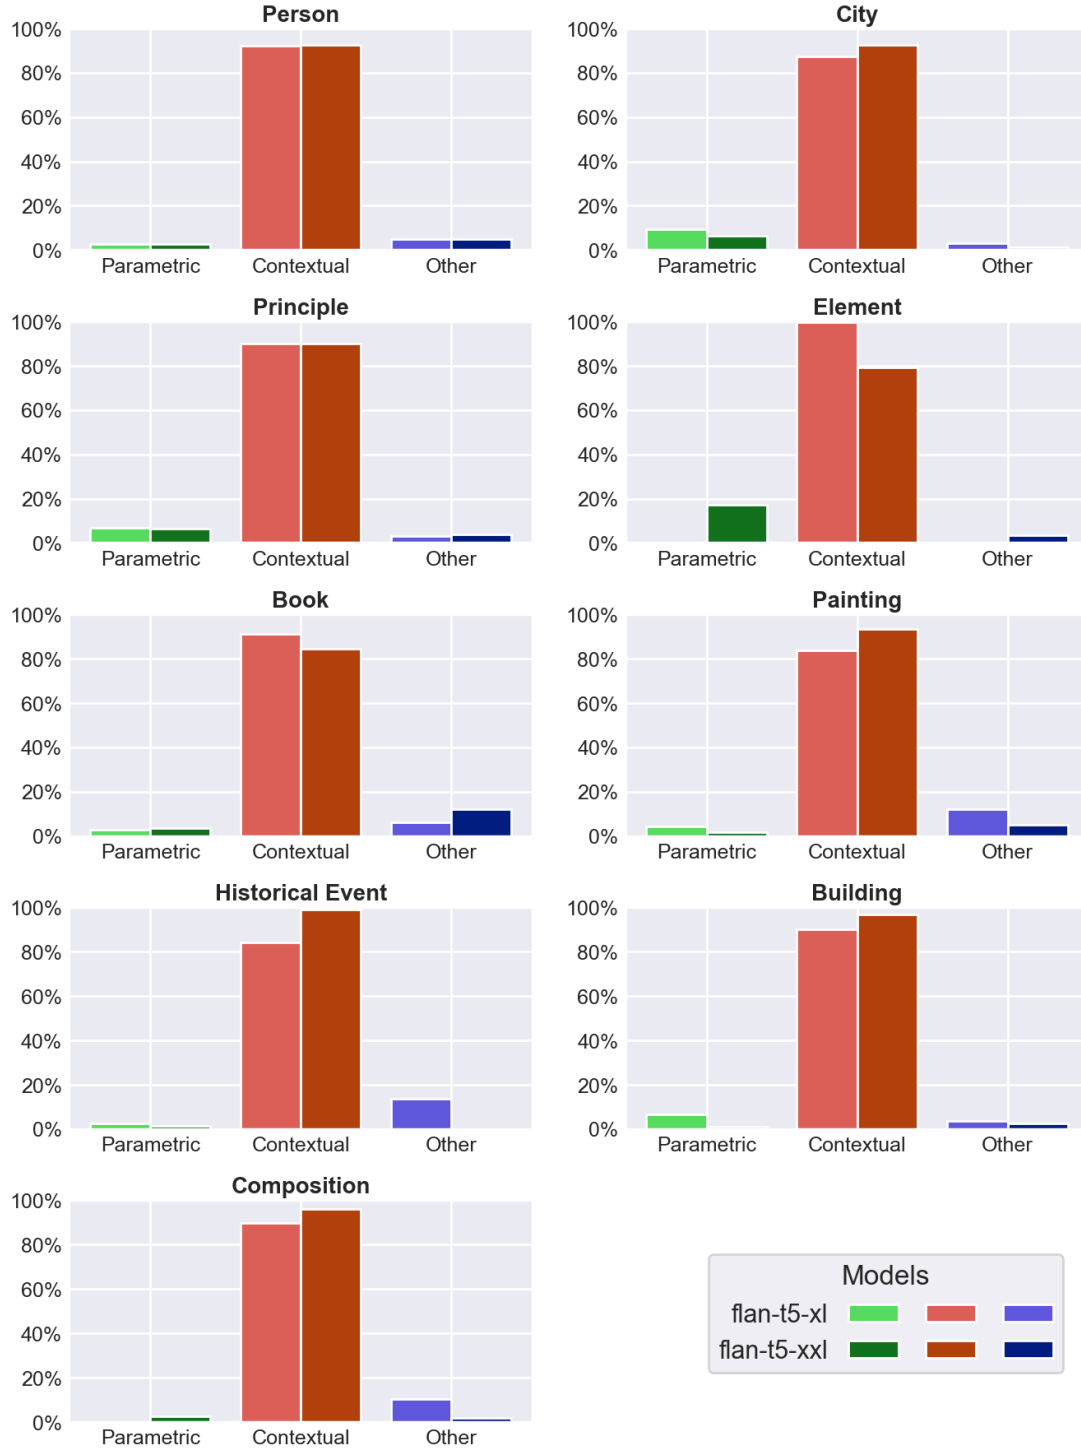 Person
100%
80%
60%
40%
20%
0%
Parametric Contextual Other
City
100%
80%
60%
40%
20%
0%
Parametric Contextual Other
Principle
100%
80%
60%
40%
20%
0%
Parametric Contextual Other
Element
100%
80%
60%
40%
20%
0%
Parametric Contextual Other
Book
100%
80%
60%
40%
20%
0%
Parametric Contextual Other
Painting
100%
80%
60%
40%
20%
0%
Parametric Contextual Other
Historical Event
100%
80%
60%
40%
20%
0%
Parametric Contextual Other
Building
100%
80%
60%
40%
20%
0%
Parametric Contextual Other
Composition
100%
80%
60%
40%
20%
0%
Parametric Contextual Other
Models
flan-t5-xl
flan-t5-xxl